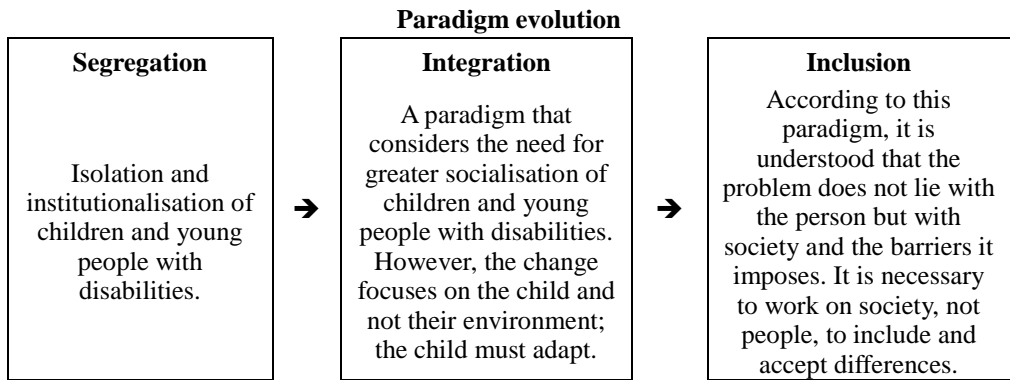 Paradigm evolution
Segregation
Isolation and
institutionalisation of
children and young
people with
disabilities.
➔
Integration
A paradigm that
considers the need for
greater socialisation of
children and young
people with disabilities.
However, the change
focuses on the child and
not their environment;
the child must adapt.
➔
Inclusion
According to this
paradigm, it is
understood that the
problem does not lie with
the person but with
society and the barriers it
imposes. It is necessary
to work on society, not
people, to include and
accept differences.